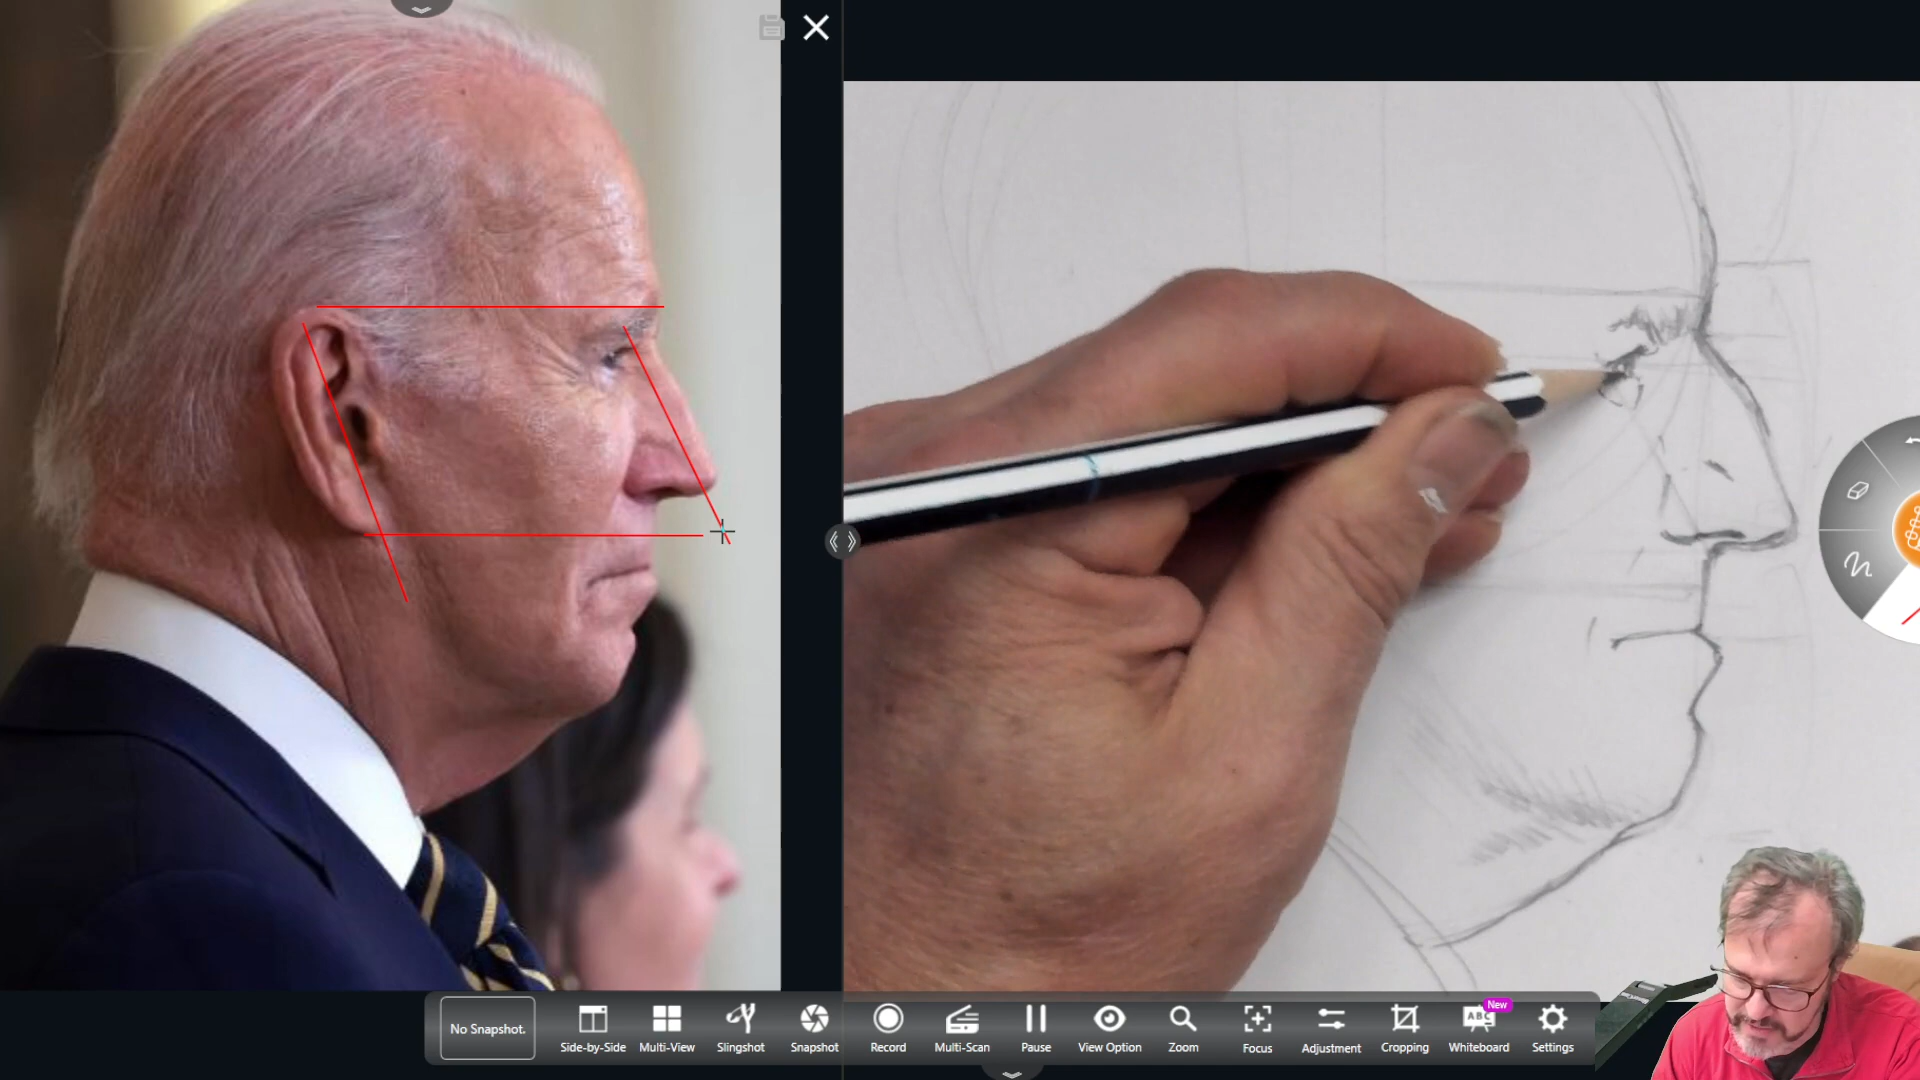 No Snapshot.
Side-by-Side
Multi-View
Slingshot
Snapshot
Record
Multi-Scan
Pause
View Option
Zoom
Focus
Adjustment
Cropping
New
ABC
Whiteboard
Settings